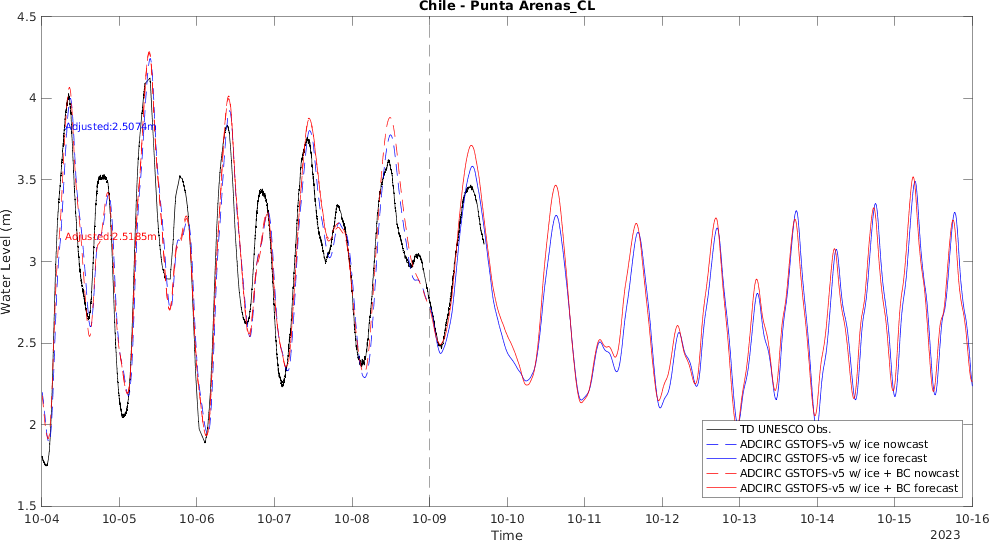 Chile - Punta Arenas_CL
4.5
4
3.5
3
2.5
2
1.5
Water Level (m)
Adjusted:2.5074m
Adjusted:2.5185m
TD UNESCO Obs.
ADCIRC GSTOFS-v5 w/ ice nowcast
ADCIRC GSTOFS-v5 w/ ice forecast
ADCIRC GSTOFS-v5 w/ ice + BC nowcast
ADCIRC GSTOFS-v5 w/ ice + BC forecast
10-04 10-05 10-06 10-07 10-08 10-09 10-10 10-11 10-12 10-13 10-14 10-15 10-16
Time
2023